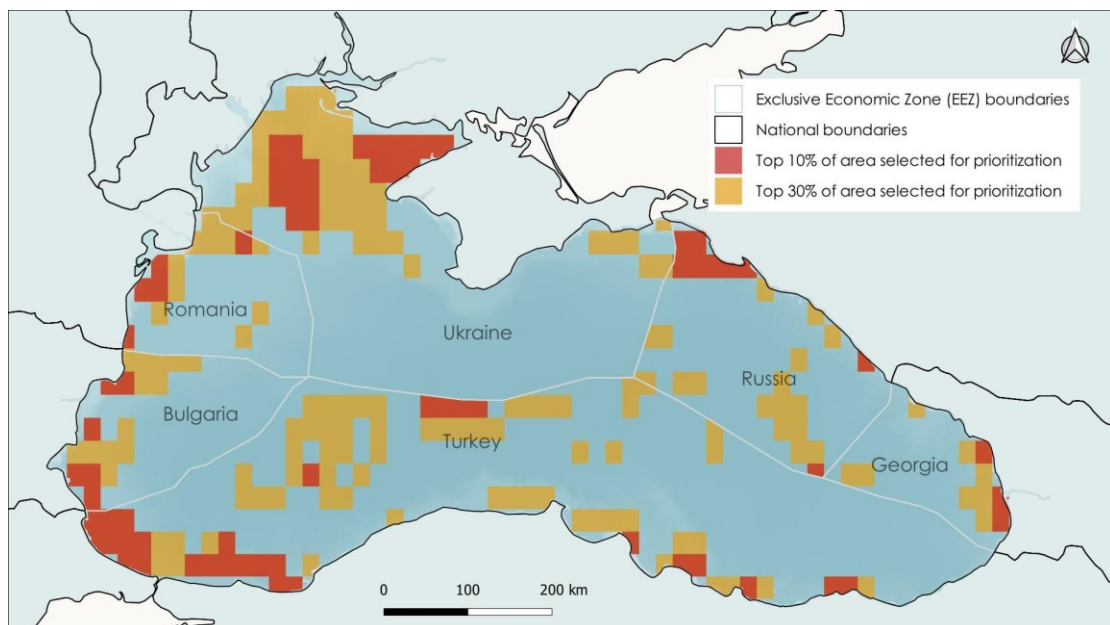 N
Exclusive Economic Zone (EEZ) boundaries
National boundaries
Top 10% of area selected for prioritization
Top 30% of area selected for prioritization
Romania
Ukraine
Russia
Bulgaria
Turkey
Georgia
0 100 200 km